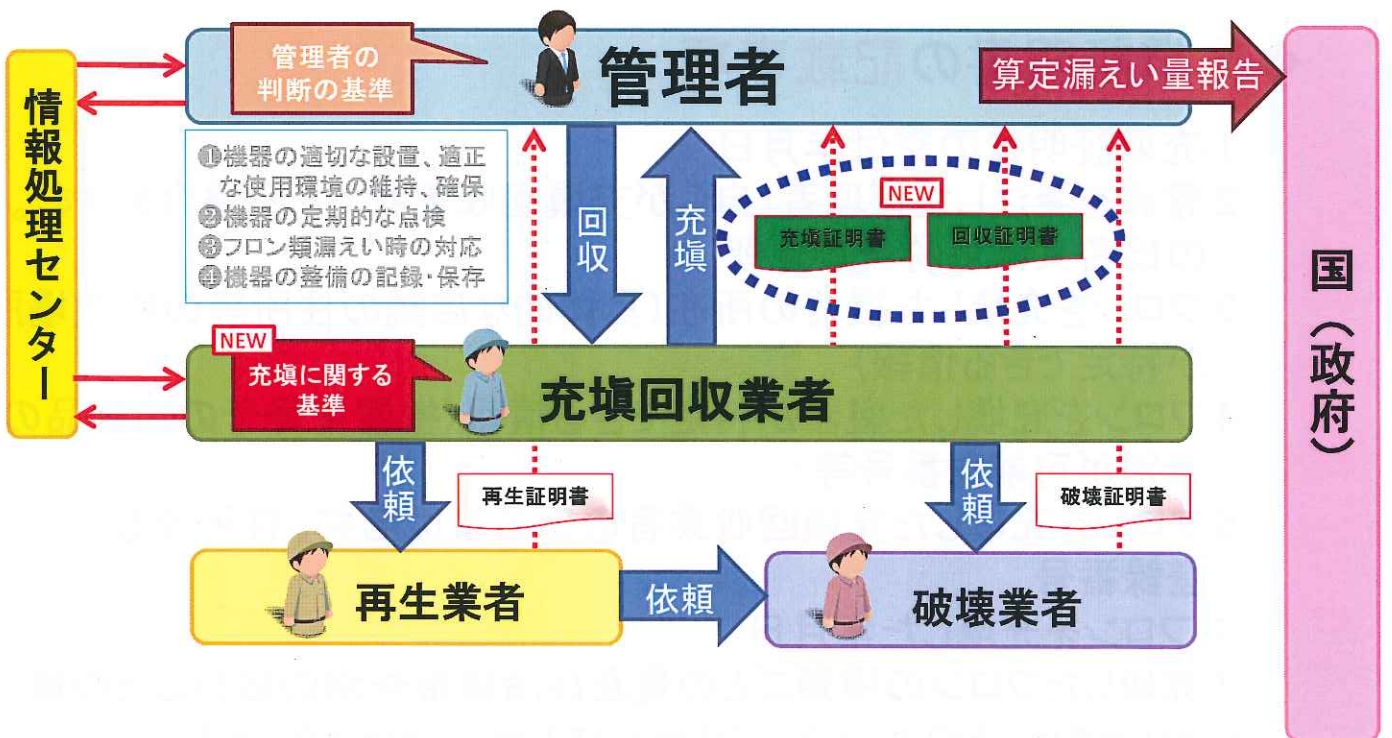 情報処理センター
管理者の
判断の基準
管理者
算定漏えい量報告
国（政府）
❶機器の適切な設置、適正
な使用環境の維持、確保
❷機器の定期的な点検
❸フロン類漏えい時の対応
❹機器の整備の記録・保存
回収
充塡
NEW
充塡証明書
回収証明書
NEW
充塡に関する
基準
充塡回収業者
依頼
再生証明書
依頼
破壊証明書
再生業者
依頼
破壊業者